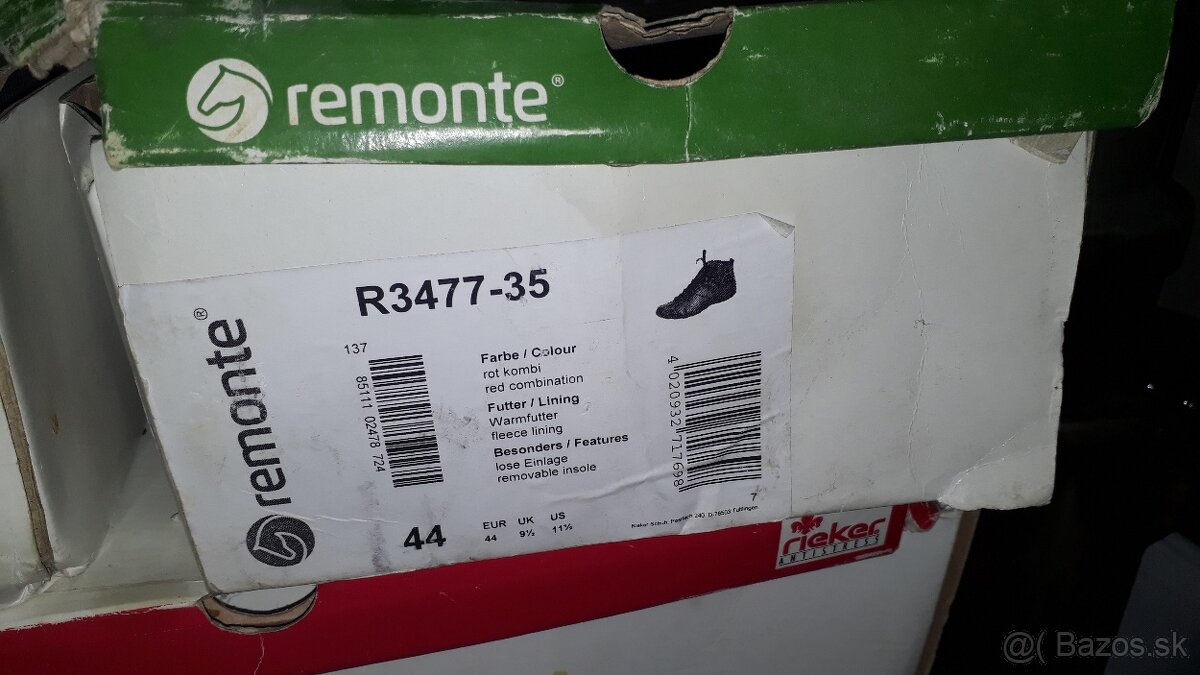 remonte®
R3477-35
remonte®
137
85111 02478 724
Farbe / Colour
rot kombi
red combination
Futter / Lining
Warmfutter
fleece lining
Besonders / Features
lose Einlage
removable insole
4 020932 717698
7
44
EUR UK US
44 9½ 11½
rieker
ANTISTRESS
@( Bazos.sk